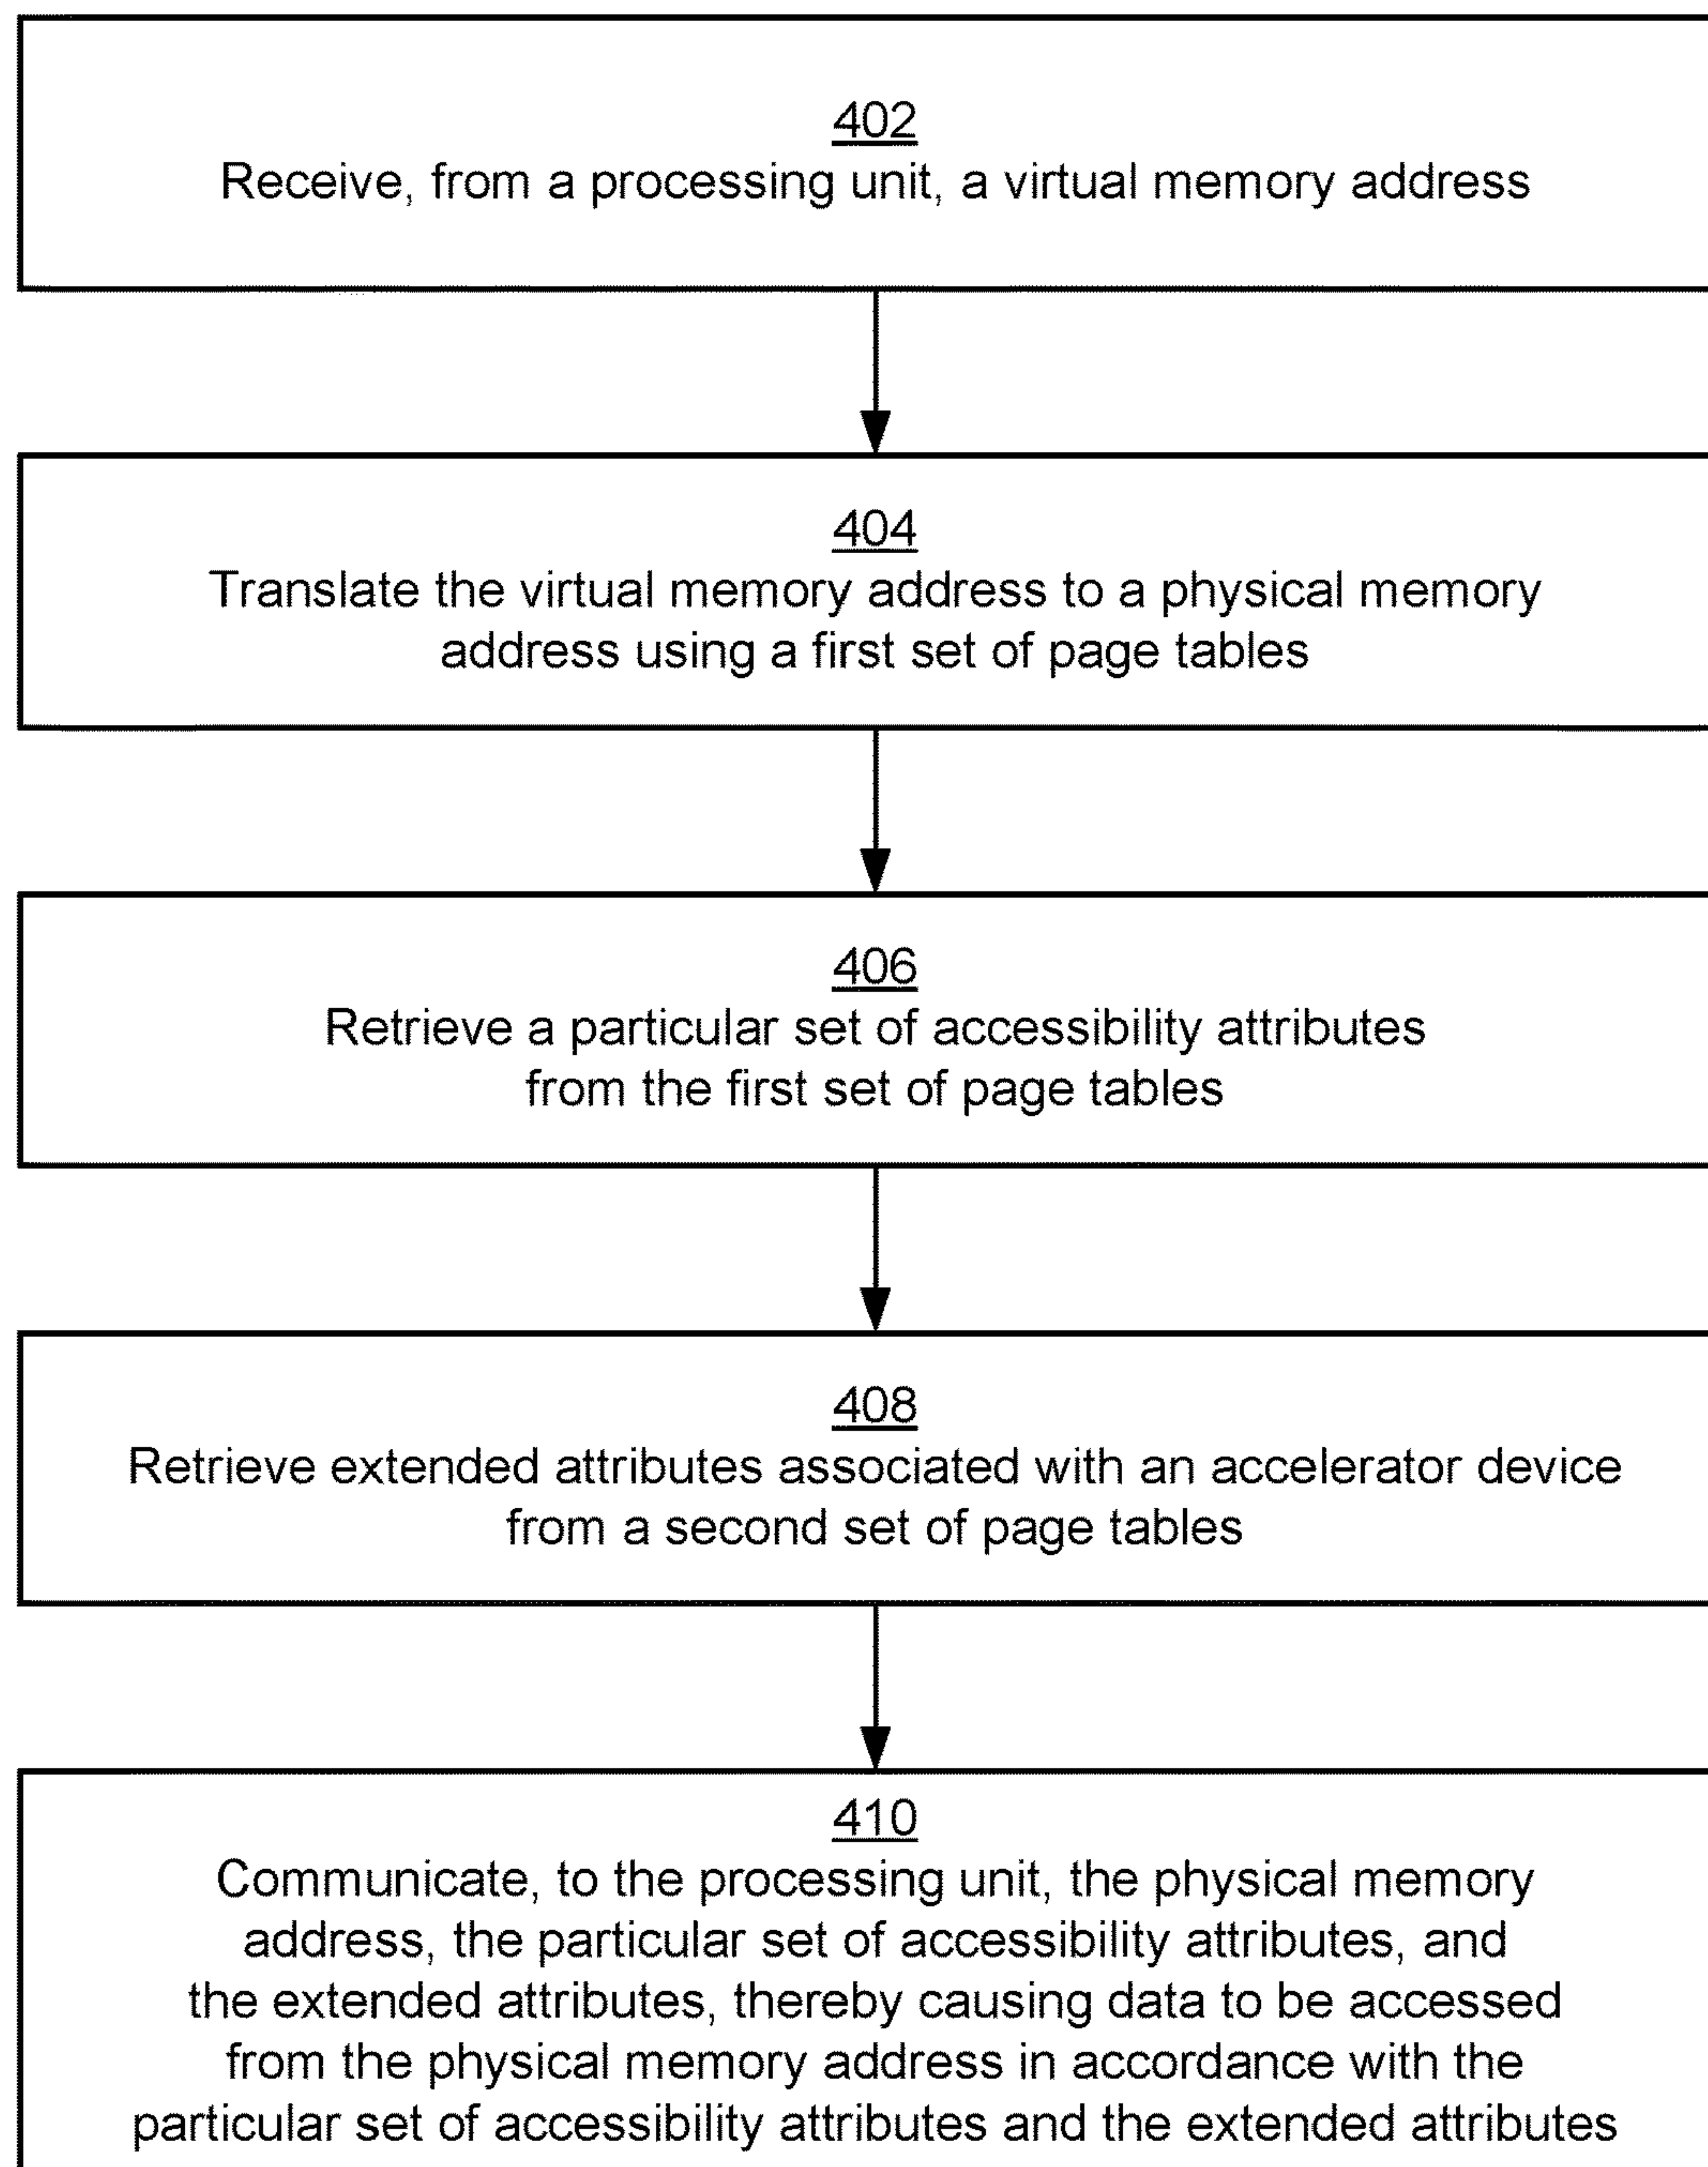 402
Receive, from a processing unit, a virtual memory address
404
Translate the virtual memory address to a physical memory
address using a first set of page tables
406
Retrieve a particular set of accessibility attributes
from the first set of page tables
408
Retrieve extended attributes associated with an accelerator device
from a second set of page tables
410
Communicate, to the processing unit, the physical memory
address, the particular set of accessibility attributes, and
the extended attributes, thereby causing data to be accessed
from the physical memory address in accordance with the
particular set of accessibility attributes and the extended attributes